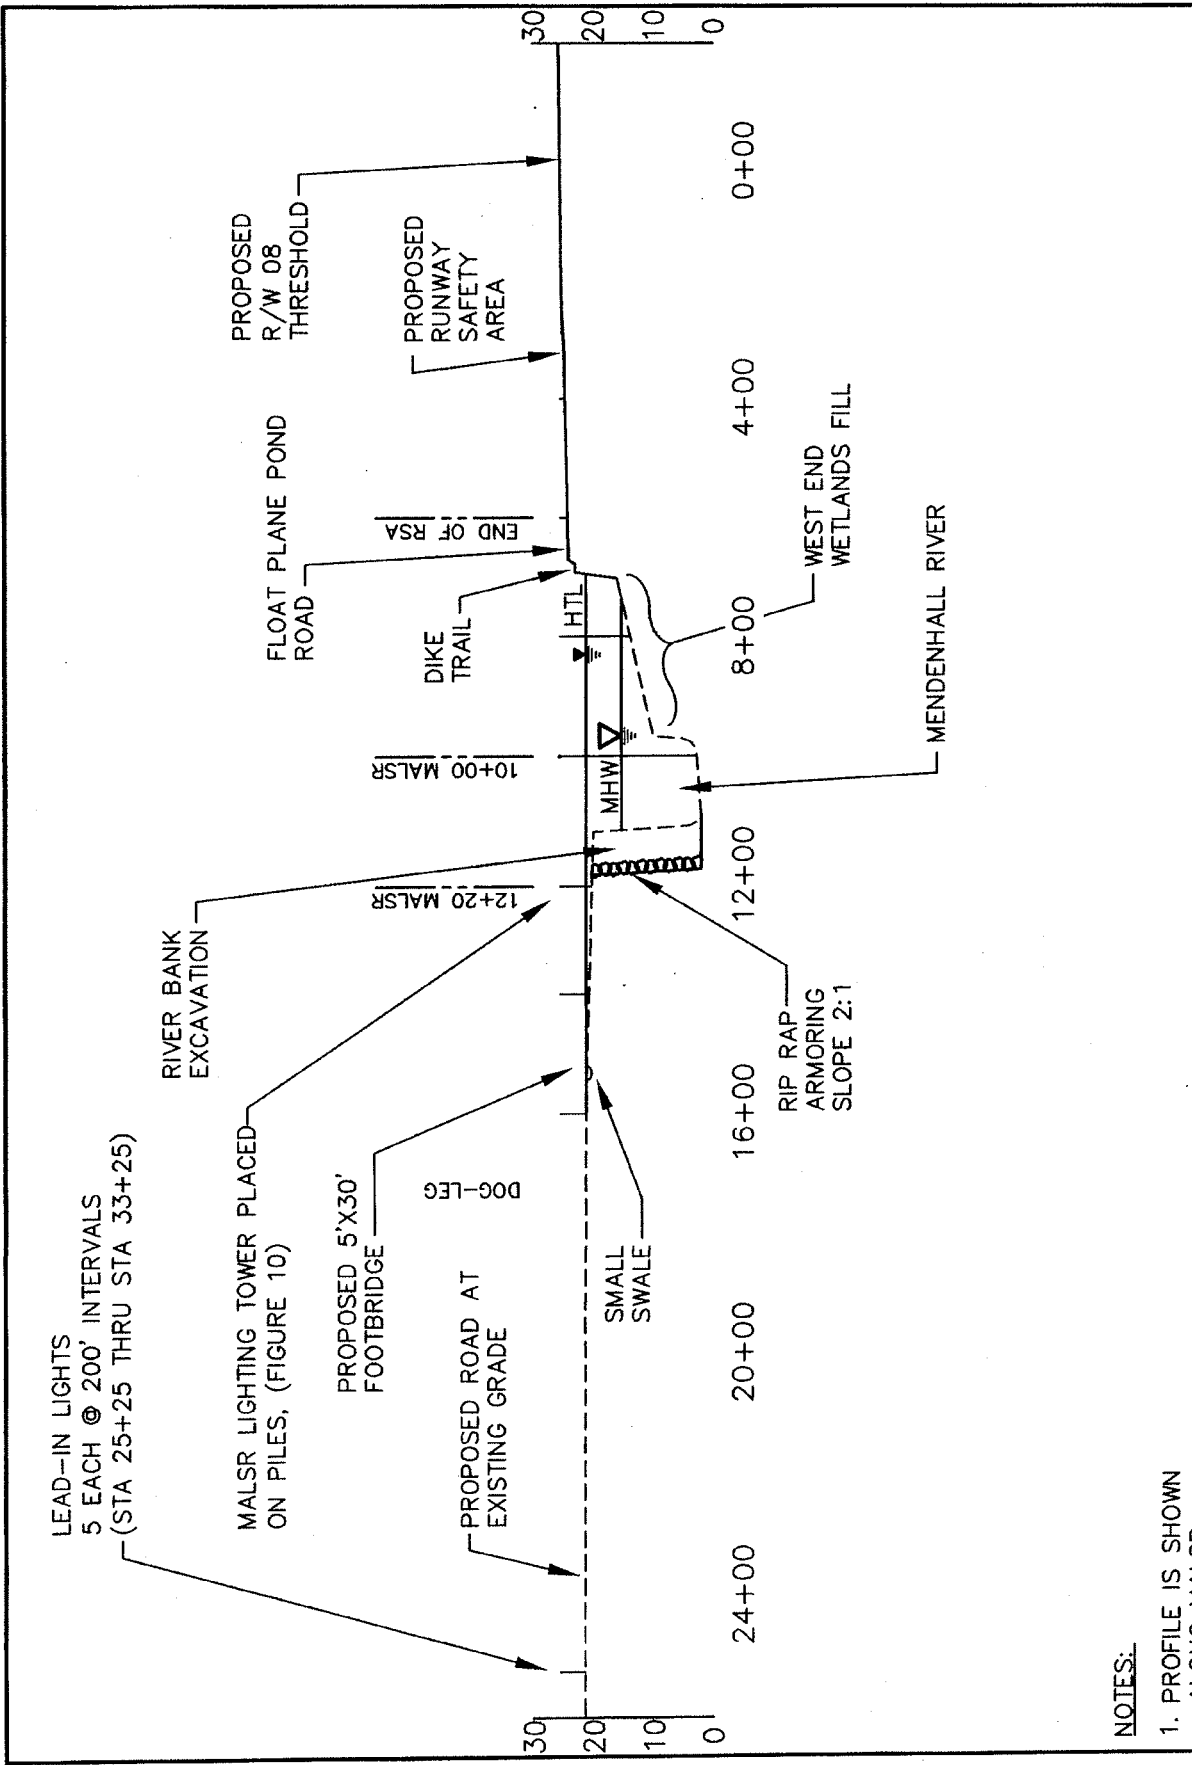 LEAD-IN LIGHTS
5 EACH @ 200' INTERVALS
(STA 25+25 THRU STA 33+25)
RIVER BANK
EXCAVATION
MALSR LIGHTING TOWER PLACED
ON PILES, (FIGURE 10)
PROPOSED 5'X30'
FOOTBRIDGE
PROPOSED ROAD AT
EXISTING GRADE
DOG-LEG
FLOAT PLANE POND
ROAD
DIKE
TRAIL
PROPOSED
R/W 08
THRESHOLD
PROPOSED
RUNWAY
SAFETY
AREA
12+20 MALSR
10+00 MALSR
END OF RSA
30
20
10
0
MHW
HTL
30
20
10
0
SMALL
SWALE
24+00
20+00
16+00
12+00
8+00
4+00
0+00
RIP RAP
ARMORING
SLOPE 2:1
WEST END
WETLANDS FILL
MENDENHALL RIVER
NOTES:
1. PROFILE IS SHOWN